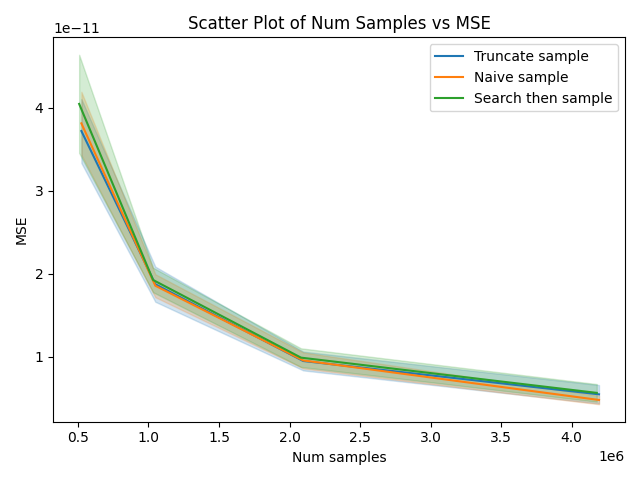 Scatter Plot of Num Samples vs MSE
1e−11
Truncate sample
Naive sample
Search then sample
4
3
2
1
MSE
0.5 1.0 1.5 2.0 2.5 3.0 3.5 4.0
1e6
Num samples